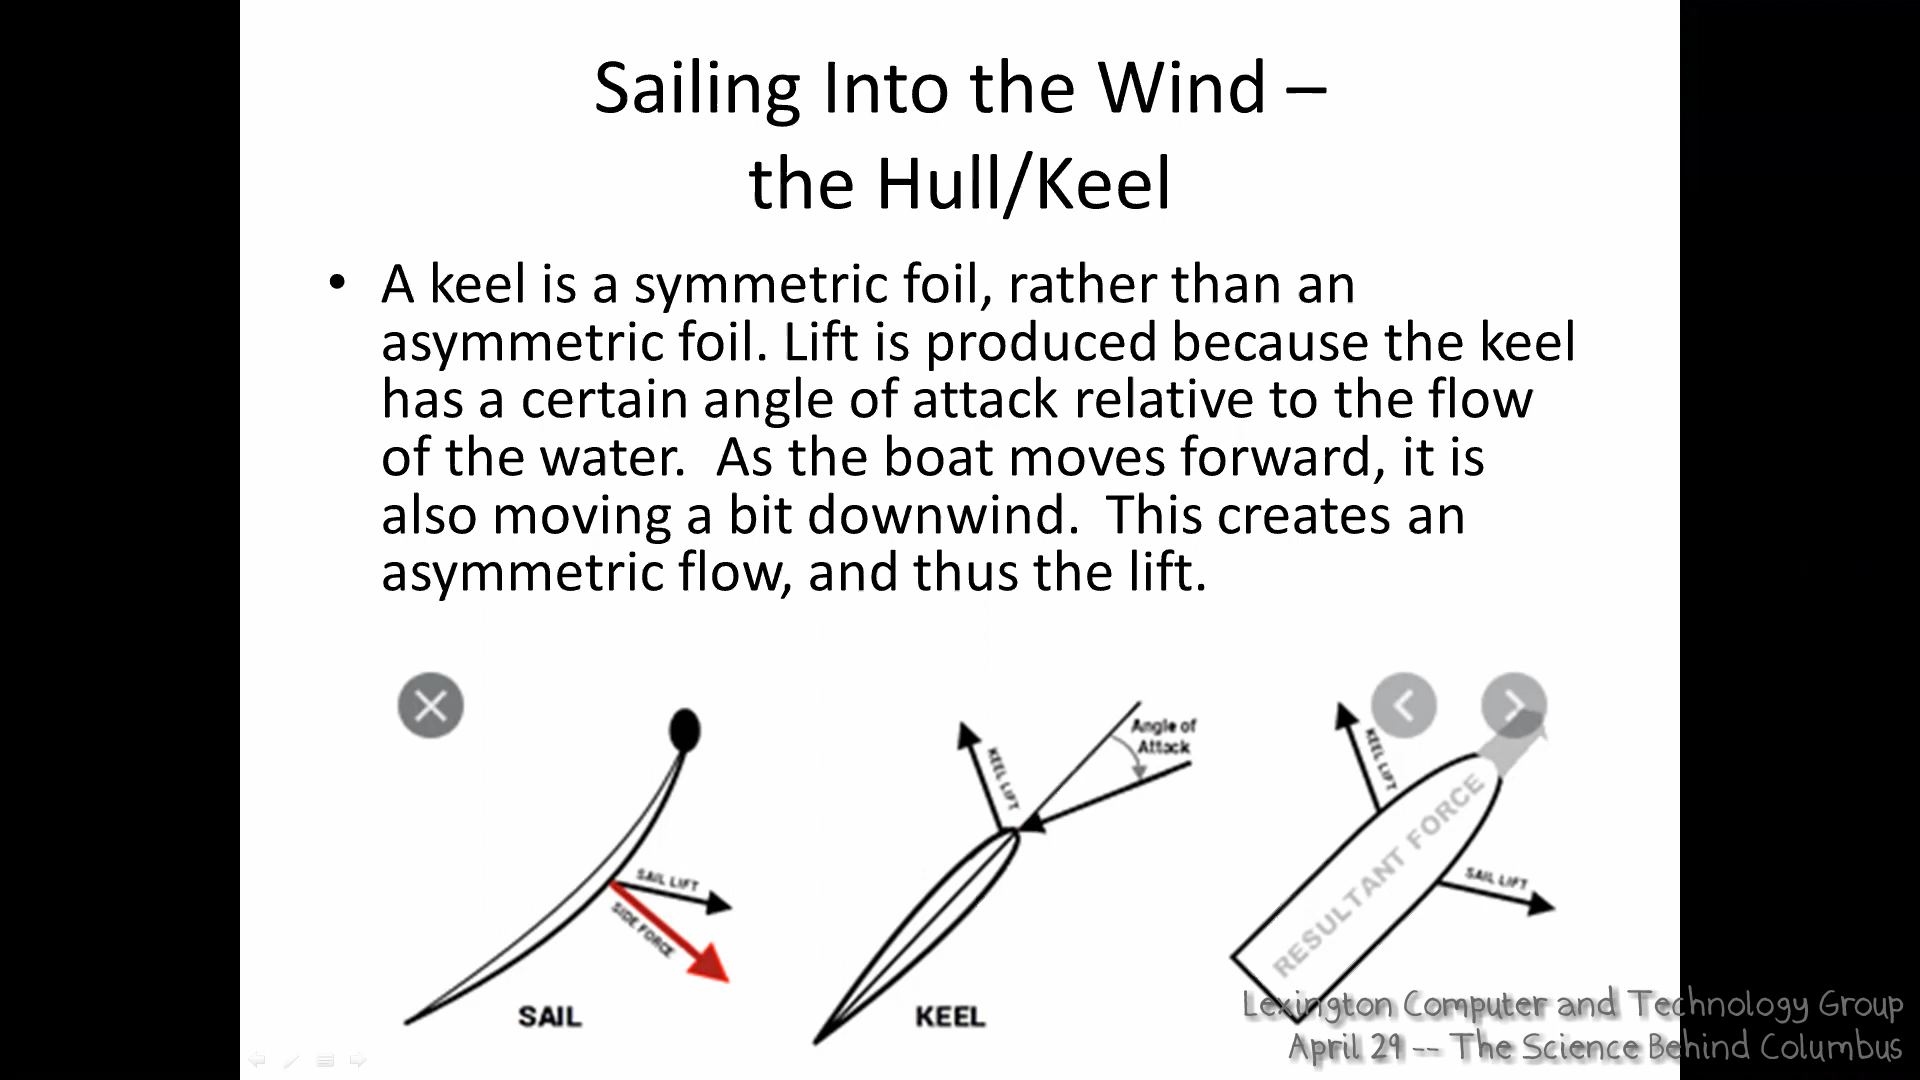 Sailing Into the Wind –
the Hull/Keel
• A keel is a symmetric foil, rather than an
asymmetric foil. Lift is produced because the keel
has a certain angle of attack relative to the flow
of the water.  As the boat moves forward, it is
also moving a bit downwind.  This creates an
asymmetric flow, and thus the lift.
SAIL LIFT
SIDE FORCE
SAIL
KEEL LIFT
Angle of
Attack
KEEL
KEEL LIFT
RESULTANT FORCE
SAIL LIFT
Lexington Computer and Technology Group
April 29 -- The Science Behind Columbus